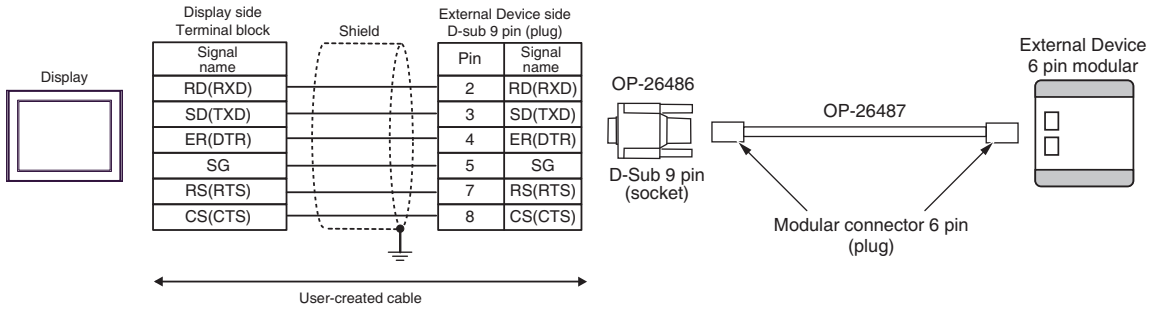 Display
Display side
Terminal block
Shield
External Device side
D-sub 9 pin (plug)
Signal
name
Pin
Signal
name
RD(RXD)
2
RD(RXD)
SD(TXD)
3
SD(TXD)
ER(DTR)
4
ER(DTR)
SG
5
SG
RS(RTS)
7
RS(RTS)
CS(CTS)
8
CS(CTS)
User-created cable
OP-26486
D-Sub 9 pin
(socket)
OP-26487
Modular connector 6 pin
(plug)
External Device
6 pin modular